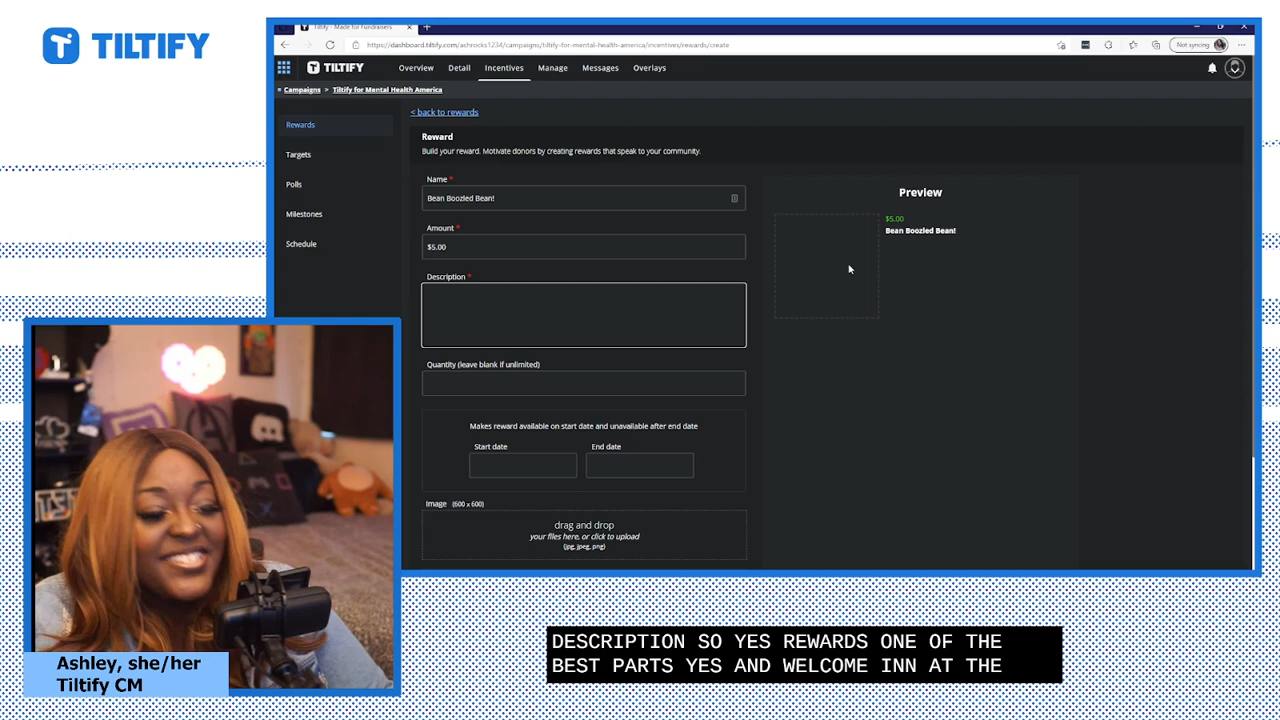 TILTIFY
Tiltify - Made for Fundraisers
https://dashboard.tiltify.com/ashrocks1234/campaigns/tiltify-for-mental-health-america/incentives/rewards/create
Not syncing
TILTIFY
Overview
Detail
Incentives
Manage
Messages
Overlays
Campaigns > Tiltify for Mental Health America
Rewards
Targets
Polls
Milestones
Schedule
< back to rewards
Reward
Build your reward. Motivate donors by creating rewards that speak to your community.
Name *
Bean Boozled Bean!
Amount *
$5.00
Description *
Quantity (leave blank if unlimited)
Makes reward available on start date and unavailable after end date
Start date
End date
Image (600 x 600)
drag and drop
your files here, or click to upload
(jpg, jpeg, png)
Preview
$5.00
Bean Boozled Bean!
Ashley, she/her
Tiltify CM
DESCRIPTION SO YES REWARDS ONE OF THE
BEST PARTS YES AND WELCOME INN AT THE